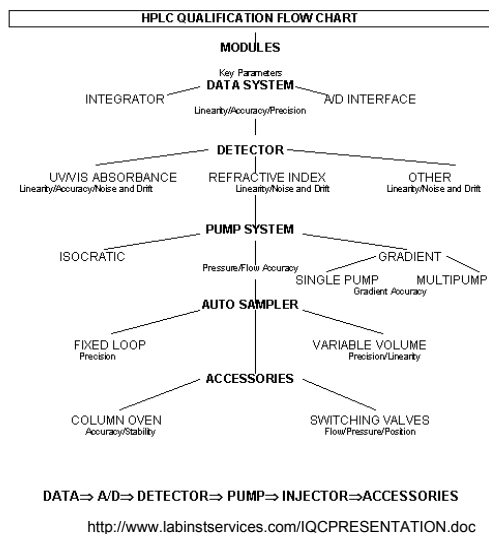 HPLC QUALIFICATION FLOW CHART
MODULES
Key Parameters
DATA SYSTEM
INTEGRATOR A/D INTERFACE
Linearity/Accuracy/Precision
DETECTOR
UV/VIS ABSORBANCE REFRACTIVE INDEX OTHER
Linearity/Accuracy/Noise and Drift Linearity/Noise and Drift Linearity/Noise and Drift
PUMP SYSTEM
ISOCRATIC GRADIENT
Pressure/Flow Accuracy
SINGLE PUMP MULTIPUMP
Gradient Accuracy
AUTO SAMPLER
FIXED LOOP VARIABLE VOLUME
Precision Precision/Linearity
ACCESSORIES
COLUMN OVEN SWITCHING VALVES
Accuracy/Stability Flow/Pressure/Position
DATA⇒ A/D⇒ DETECTOR⇒ PUMP⇒ INJECTOR⇒ACCESSORIES
http://www.labinstservices.com/IQCPRESENTATION.doc